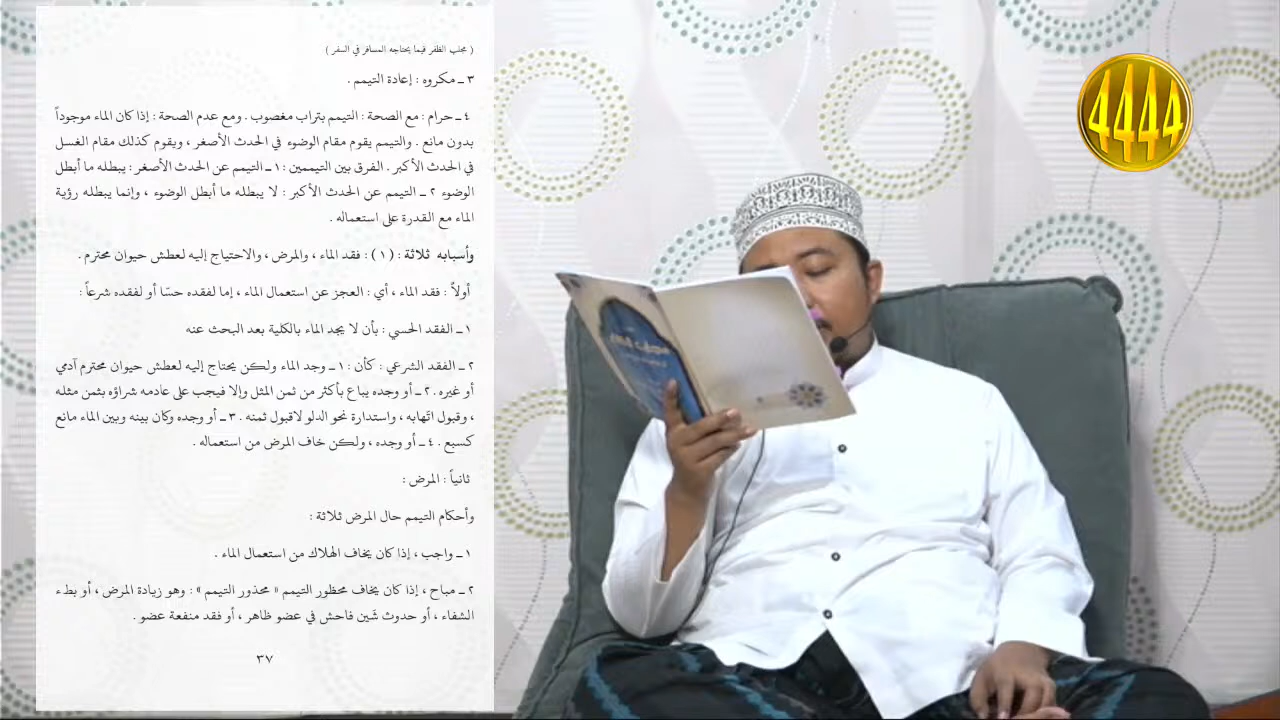 ( مجلب الظفر فيما يحتاجه المسافر في السفر )
٣ ـ مكروه : إعادة التيمم .
٤ ـ حرام : مع الصحة : التيمم بتراب مغصوب . ومع عدم الصحة : إذا كان الماء موجوداً
بدون مانع . والتيمم يقوم مقام الوضوء في الحدث الأصغر ، ويقوم كذلك مقام الغسل
في الحدث الأكبر . الفرق بين التيممين : ١ ـ التيمم عن الحدث الأصغر : يبطله ما أبطل
الوضوء ٢ ـ التيمم عن الحدث الأكبر : لا يبطله ما أبطل الوضوء ، وانما يبطله رؤية
الماء مع القدرة على استعماله .
وأسبابه ثلاثة : ( ١ ) : فقد الماء ، والمرض ، والاحتياج إليه لعطش حيوان محترم .
أولاً : فقد الماء ، أي : العجز عن استعمال الماء ، إما لفقده حسّا أو لفقده شرعاً :
١ ـ الفقد الحسي : بأن لا يجد الماء بالكلية بعد البحث عنه
٢ ـ الفقد الشرعي : كأن : ١ ـ وجد الماء ولكن يحتاج إليه لعطش حيوان محترم آدمي
أو غيره . ٢ ـ أو وجده يباع بأكثر من ثمن المثل وإلا فيجب على عادمه شراؤه بثمن مثله
، وقبول اتّهابه ، واستدارة نحو الدلو لاقبول ثمنه . ٣ ـ أو وجده وكان بينه وبين الماء مانع
كسبع . ٤ ـ أو وجده ، ولكن خاف المرض من استعماله .
ثانياً : المرض :
وأحكام التيمم حال المرض ثلاثة :
١ ـ واجب ، إذا كان يخاف الهلاك من استعمال الماء .
٢ ـ مباح ، إذا كان يخاف محظور التيمم « محذور التيمم » : وهو زيادة المرض ، أو بطء
الشفاء ، أو حدوث شَين فاحش في عضو ظاهر ، أو فقد منفعة عضو .
٣٧
4444